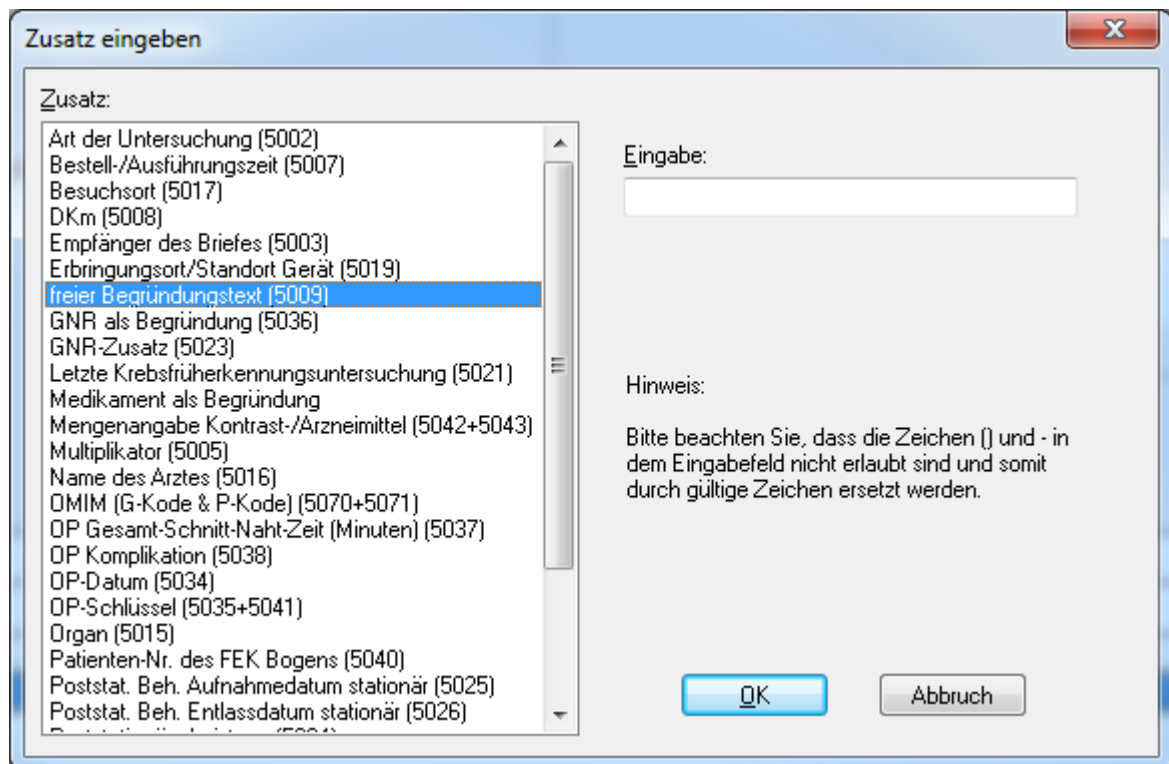 Zusatz eingeben
Zusatz:
Art der Untersuchung (5002)
Bestell-/Ausführungszeit (5007)
Besuchsort (5017)
DKm (5008)
Empfänger des Briefes (5003)
Erbringungsort/Standort Gerät (5019)
freier Begründungstext (5009)
GNR als Begründung (5036)
GNR-Zusatz (5023)
Letzte Krebsfrüherkennungsuntersuchung (5021)
Medikament als Begründung
Mengenangabe Kontrast-/Arzneimittel (5042+5043)
Multiplikator (5005)
Name des Arztes (5016)
OMIM (G-Kode & P-Kode) (5070+5071)
OP Gesamt-Schnitt-Naht-Zeit (Minuten) (5037)
OP Komplikation (5038)
OP-Datum (5034)
OP-Schlüssel (5035+5041)
Organ (5015)
Patienten-Nr. des FEK Bogens (5040)
Poststat. Beh. Aufnahmedatum stationär (5025)
Poststat. Beh. Entlassdatum stationär (5026)
Eingabe:
Hinweis:
Bitte beachten Sie, dass die Zeichen () und - in
dem Eingabefeld nicht erlaubt sind und somit
durch gültige Zeichen ersetzt werden.
OK
Abbruch